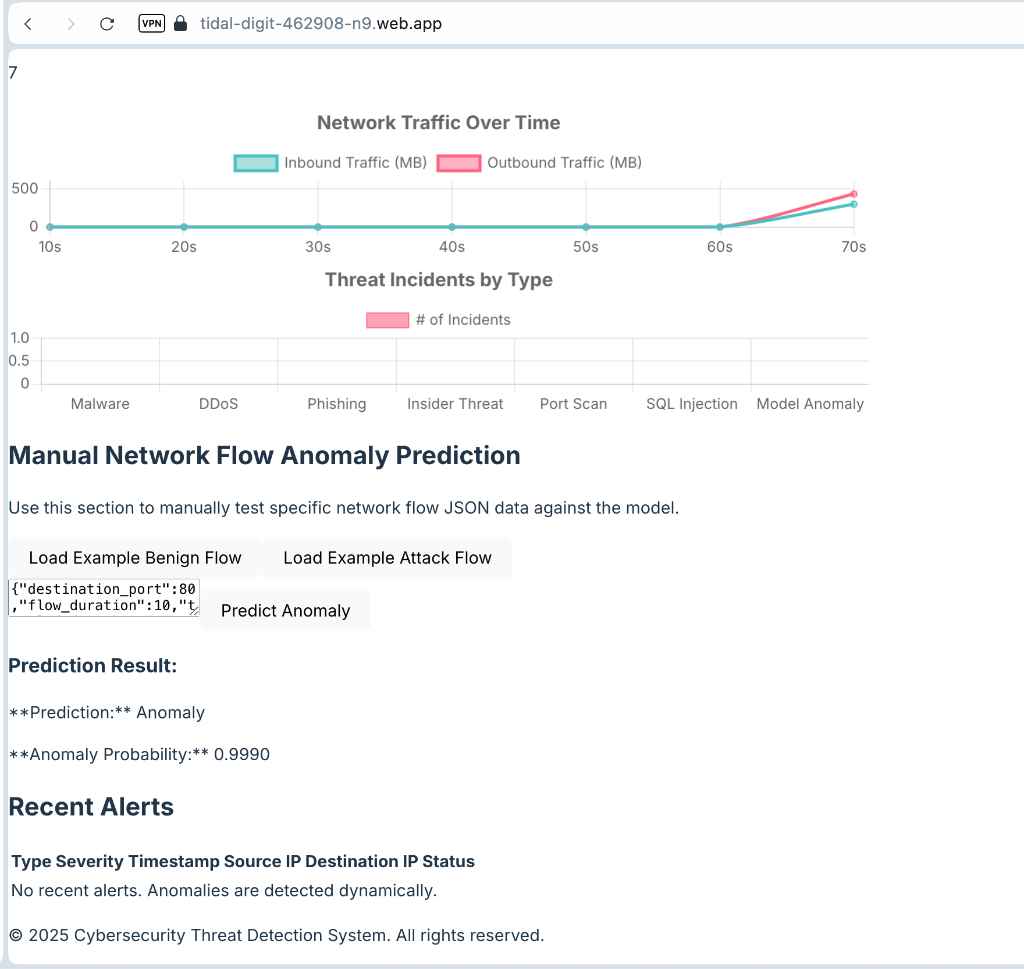 VPN tidal-digit-462908-n9.web.app
7
Network Traffic Over Time
Inbound Traffic (MB) Outbound Traffic (MB)
500
0
10s 20s 30s 40s 50s 60s 70s
Threat Incidents by Type
# of Incidents
1.0
0.5
0
Malware DDoS Phishing Insider Threat Port Scan SQL Injection Model Anomaly
Manual Network Flow Anomaly Prediction
Use this section to manually test specific network flow JSON data against the model.
Load Example Benign Flow Load Example Attack Flow
{"destination_port":80
,"flow_duration":10,"t
Predict Anomaly
Prediction Result:
**Prediction:** Anomaly
**Anomaly Probability:** 0.9990
Recent Alerts
Type Severity Timestamp Source IP Destination IP Status
No recent alerts. Anomalies are detected dynamically.
© 2025 Cybersecurity Threat Detection System. All rights reserved.